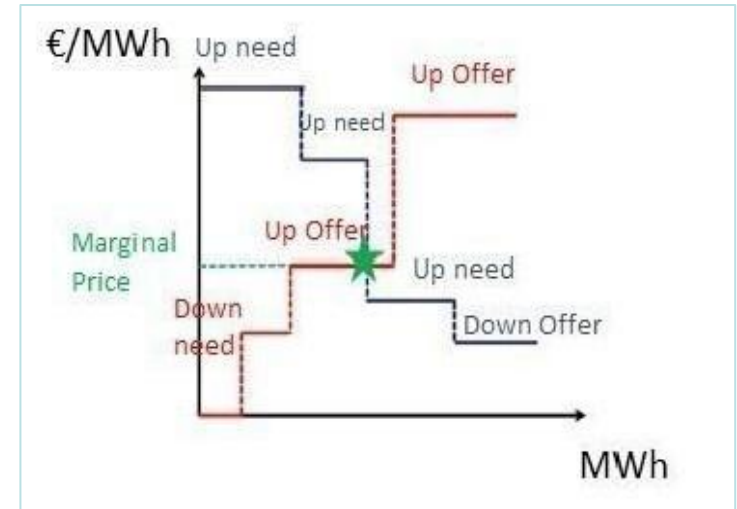 €/MWh
Up need
Up Offer
Up need
Up Offer
Marginal
Price
Up need
Down
need
Down Offer
MWh